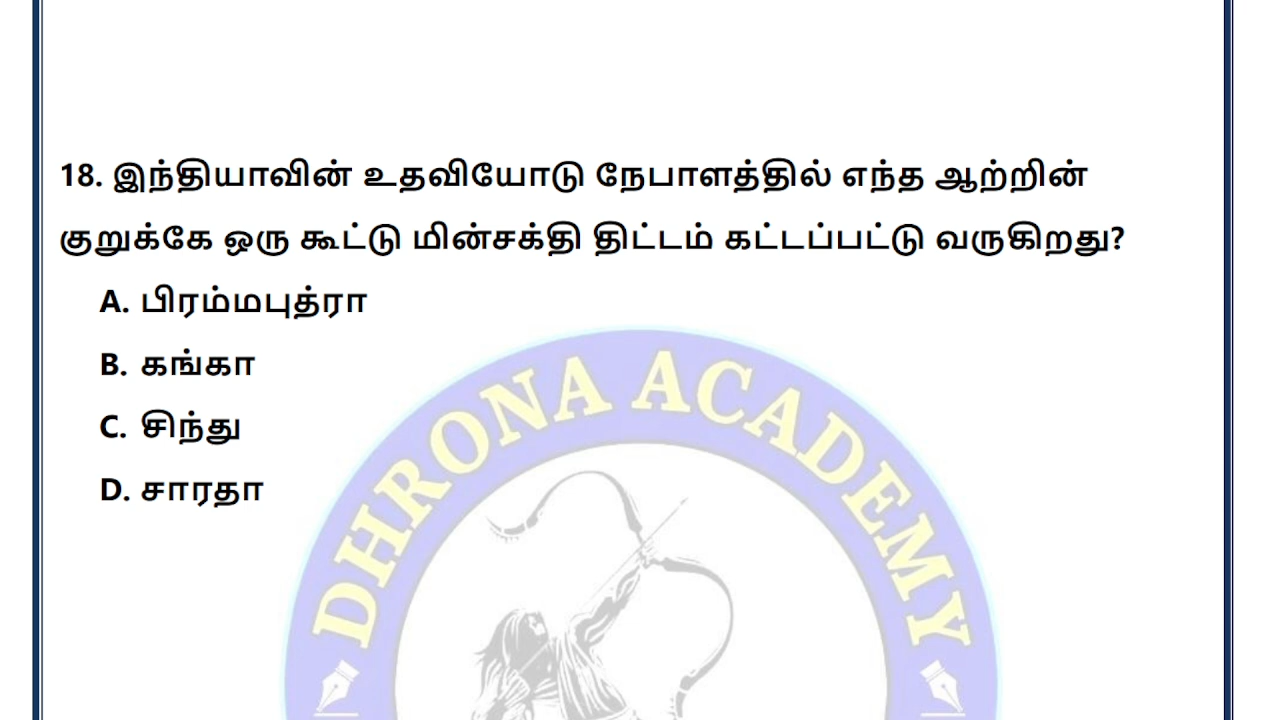 18. இந்தியாவின் உதவியோடு நேபாளத்தில் எந்த ஆற்றின்
குறுக்கே ஒரு கூட்டு மின்சக்தி திட்டம் கட்டப்பட்டு வருகிறது?
A. பிரம்மபுத்ரா
B. கங்கா
C. சிந்து
D. சாரதா
DHRONA ACADEMY